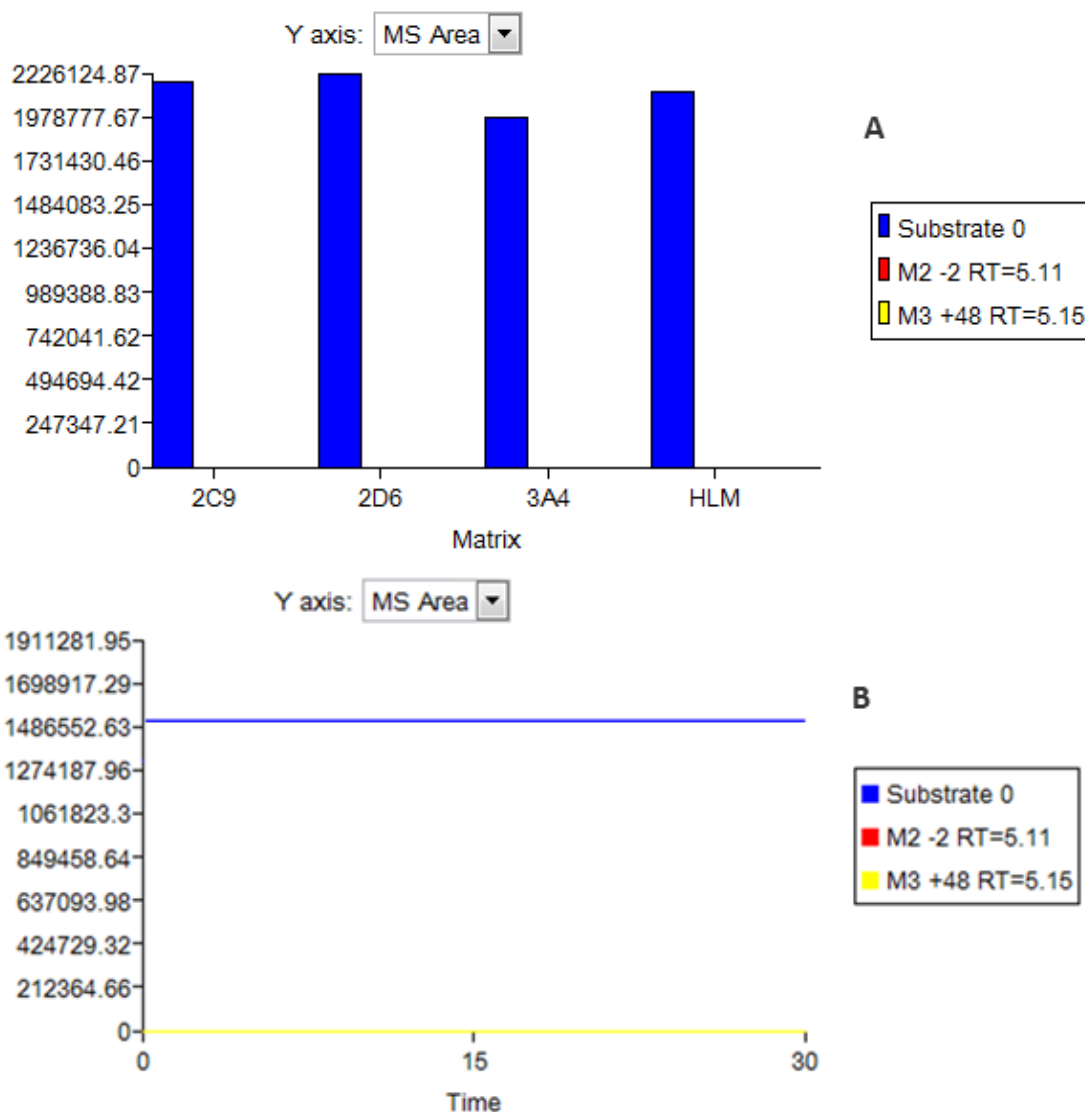 Y axis: MS Area
2226124.87
1978777.67
1731430.46
1484083.25
1236736.04
989388.83
742041.62
494694.42
247347.21
0
2C9 2D6 3A4 HLM
Matrix
A
Substrate 0
M2 -2 RT=5.11
M3 +48 RT=5.15
Y axis: MS Area
1911281.95
1698917.29
1486552.63
1274187.96
1061823.3
849458.64
637093.98
424729.32
212364.66
0
0 15 30
Time
B
Substrate 0
M2 -2 RT=5.11
M3 +48 RT=5.15